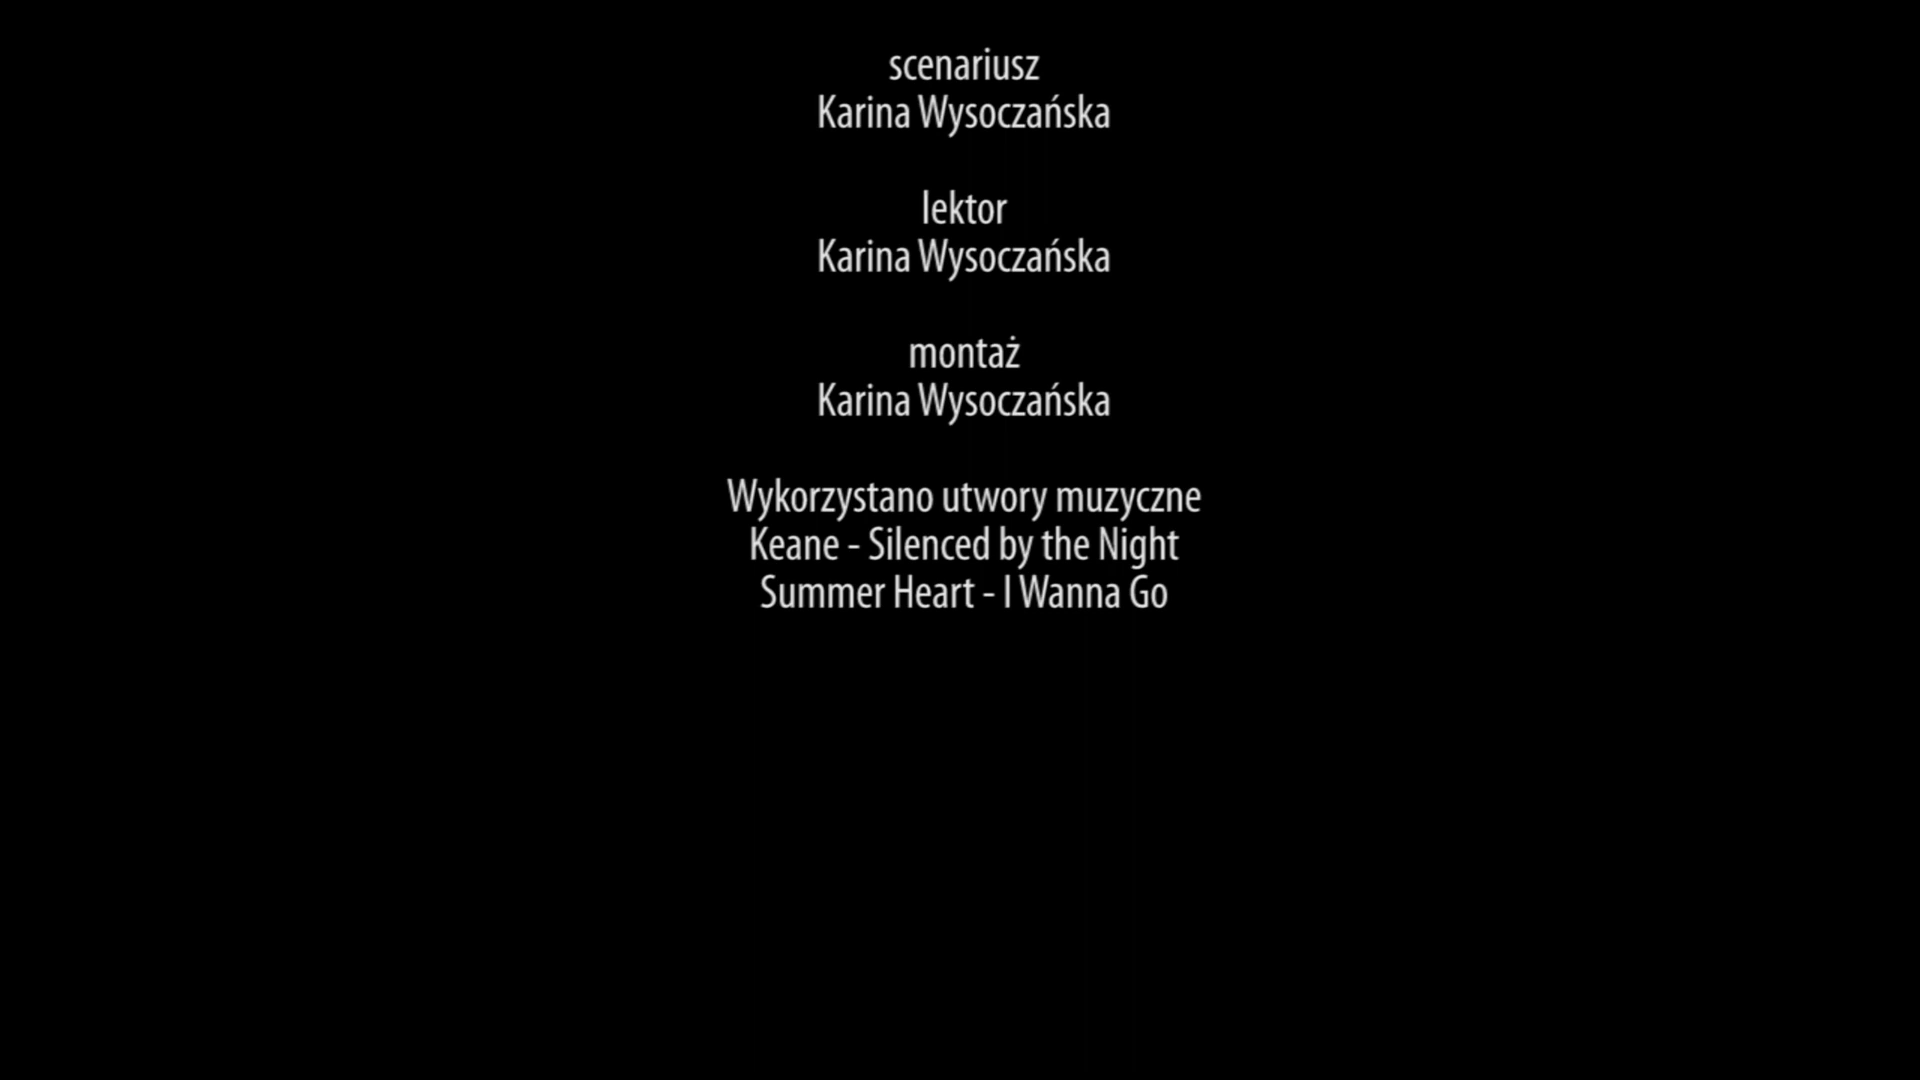 scenariusz
Karina Wysoczańska
lektor
Karina Wysoczańska
montaż
Karina Wysoczańska
Wykorzystano utwory muzyczne
Keane - Silenced by the Night
Summer Heart - I Wanna Go